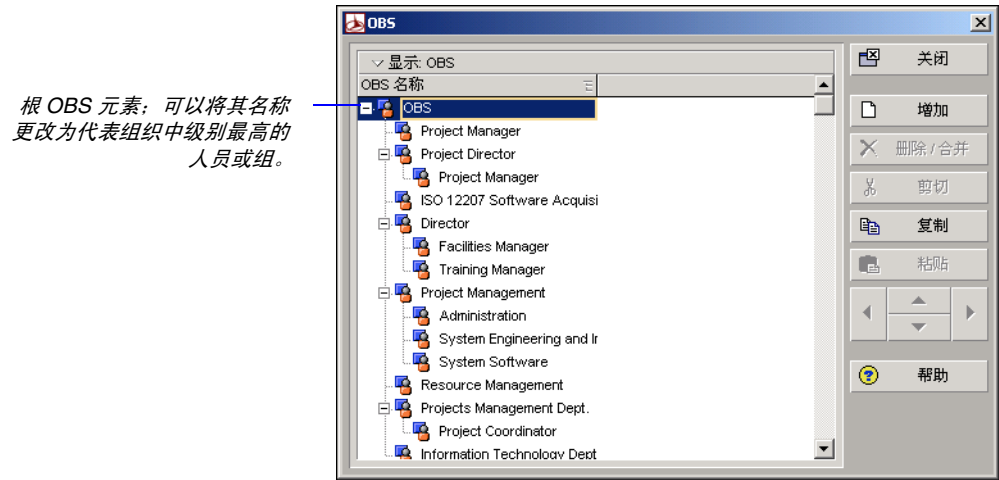 根 OBS 元素；可以将其名称
更改为代表组织中级别最高的
人员或组。
OBS
显示: OBS
OBS 名称
OBS
Project Manager
Project Director
Project Manager
ISO 12207 Software Acquisi
Director
Facilities Manager
Training Manager
Project Management
Administration
System Engineering and Ir
System Software
Resource Management
Projects Management Dept.
Project Coordinator
Information Technology Dept
关闭
增加
删除 / 合并
剪切
复制
粘贴
帮助